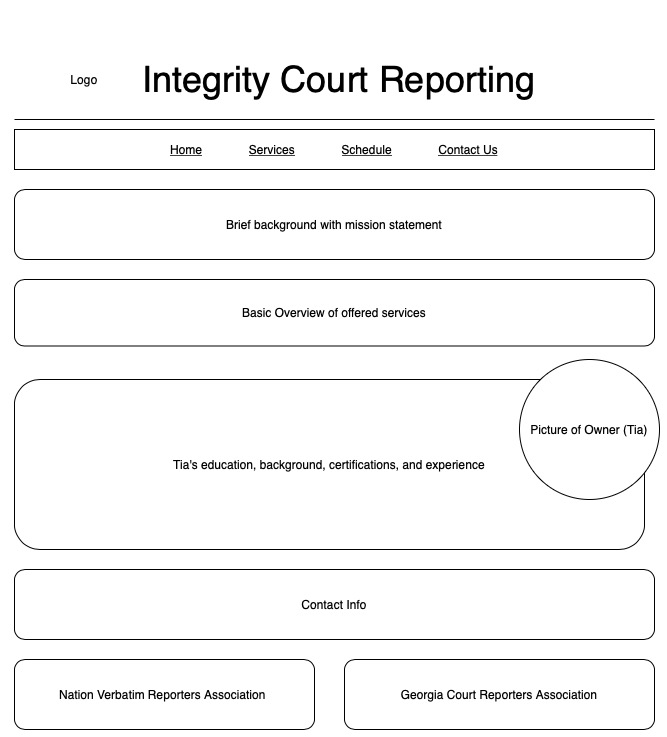 Logo
Integrity Court Reporting
Home Services Schedule Contact Us
Brief background with mission statement
Basic Overview of offered services
Picture of Owner (Tia)
Tia's education, background, certifications, and experience
Contact Info
Nation Verbatim Reporters Association
Georgia Court Reporters Association